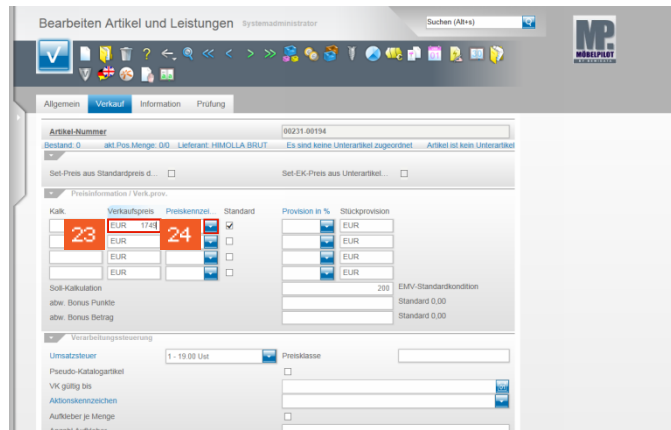 Bearbeiten Artikel und Leistungen Systemadministrator
Suchen (Alt+s)
MP.
MÖBELPILOT
Allgemein Verkauf Information Prüfung
Artikel-Nummer 00231-00194
Bestand: 0 akt.Pos.Menge: 0/0 Lieferant: HIMOLLA BRUT Es sind keine Unterartikel zugeordnet Artikel ist kein Unterartikel
Set-Preis aus Standardpreis d... Set-EK-Preis aus Unterartikel...
Preisinformation / Verk.prov.
Kalk. Verkaufspreis Preiskennzei... Standard Provision in % Stückprovision
23 EUR 1749 24 EUR
EUR EUR
EUR EUR
Soll-Kalkulation 200 EMV-Standardkondition
abw. Bonus Punkte Standard 0,00
abw. Bonus Betrag Standard 0,00
Verarbeitungssteuerung
Umsatzsteuer 1 - 19.00 Ust Preisklasse
Pseudo-Katalogartikel
VK gültig bis
Aktionskennzeichen
Aufkleber je Menge